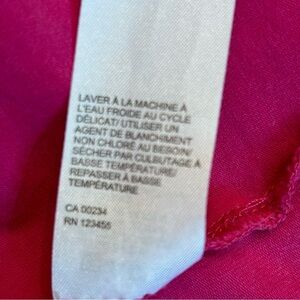 LAVER À LA MACHINE À
L'EAU FROIDE AU CYCLE
DÉLICAT/ UTILISER UN
AGENT DE BLANCHIMENT
NON CHLORÉ AU BESOIN/
SÉCHER PAR CULBUTAGE À
BASSE TEMPÉRATURE/
REPASSER À BASSE
TEMPÉRATURE
CA 00234
RN 123455